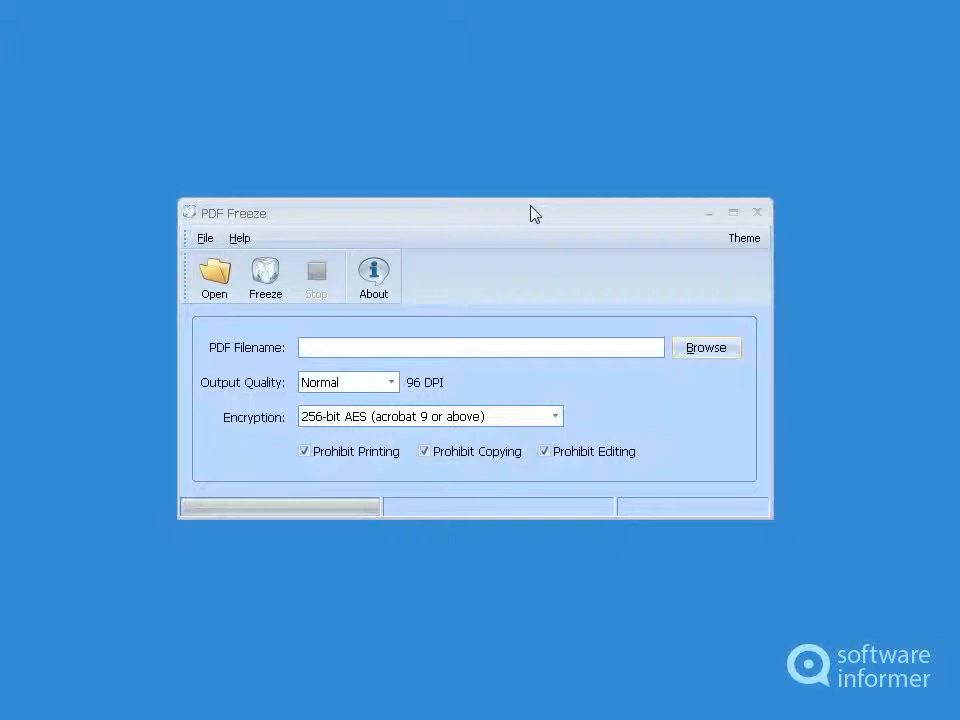 PDF Freeze
File Help Theme
Open Freeze Stop About
PDF Filename: Browse
Output Quality: Normal 96 DPI
Encryption: 256-bit AES (acrobat 9 or above)
Prohibit Printing Prohibit Copying Prohibit Editing
software
informer